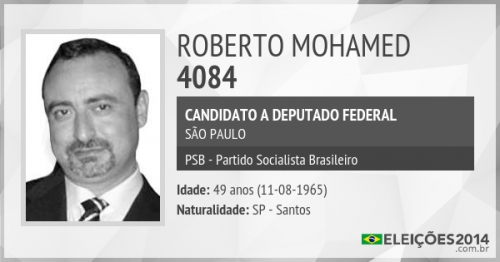 ROBERTO MOHAMED
4084
CANDIDATO A DEPUTADO FEDERAL
SÃO PAULO
PSB - Partido Socialista Brasileiro
Idade: 49 anos (11-08-1965)
Naturalidade: SP - Santos
ELEIÇÕES2014
.com.br